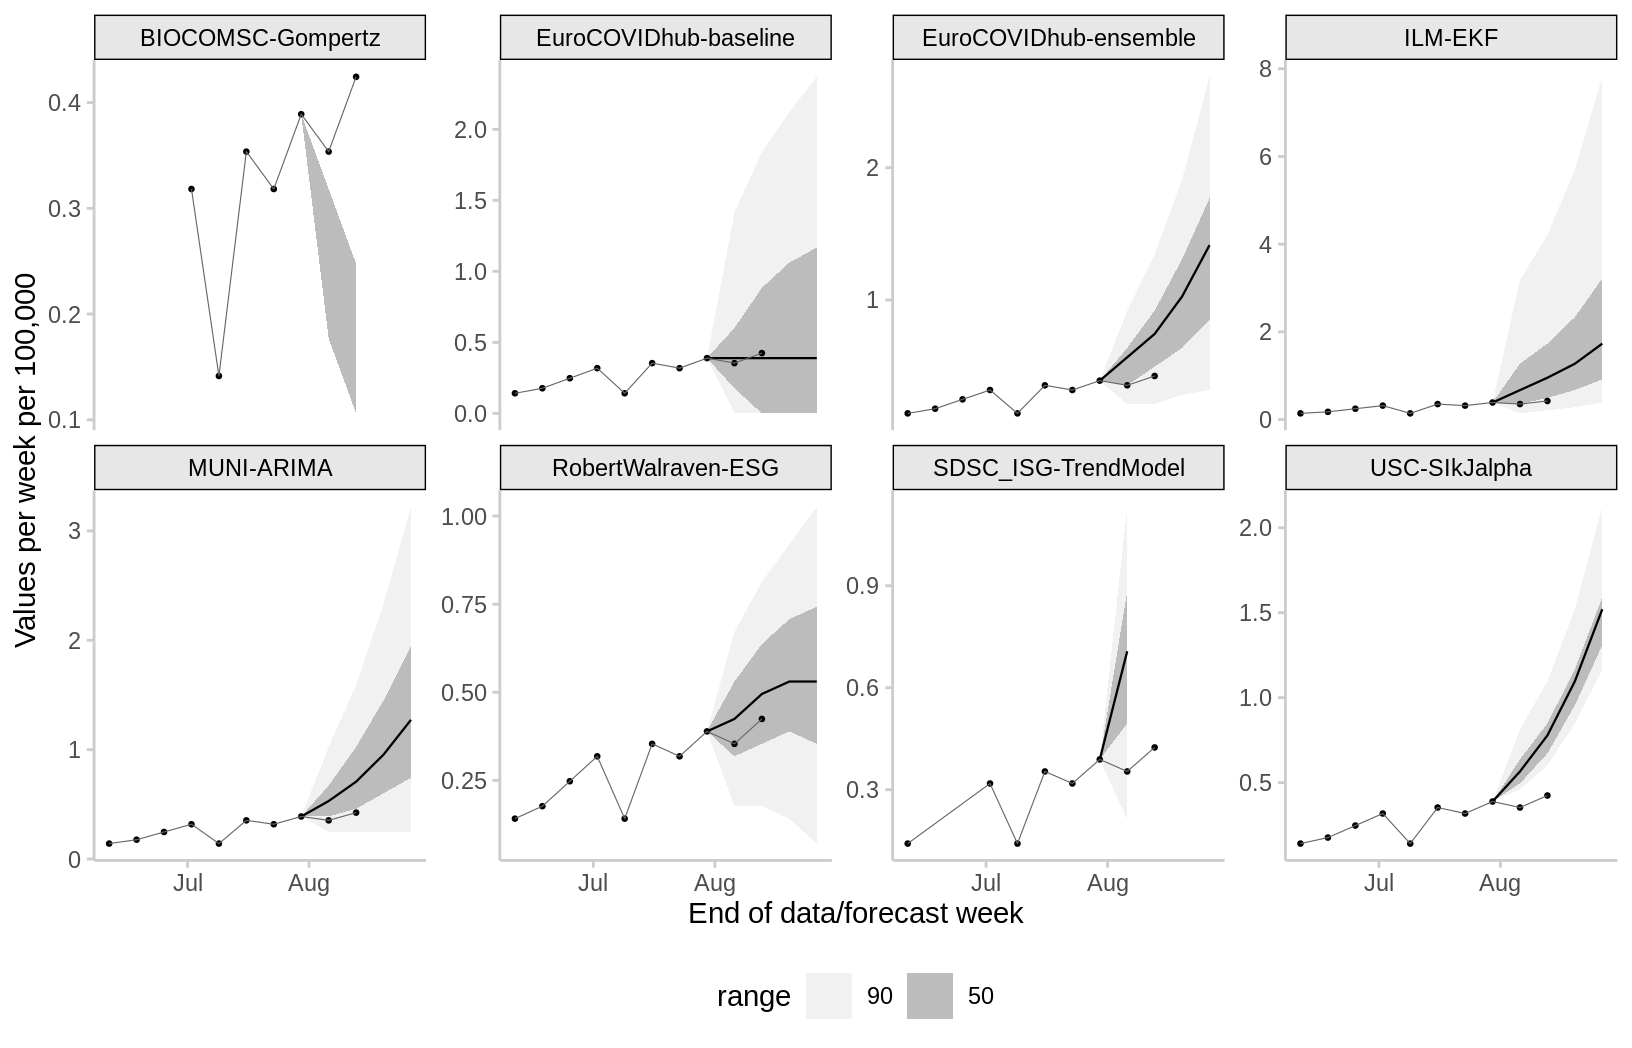 BIOCOMSC-Gompertz
EuroCOVIDhub-baseline
EuroCOVIDhub-ensemble
ILM-EKF
0.4
0.3
0.2
0.1
2.0
1.5
1.0
0.5
0.0
2
1
8
6
4
2
0
Values per week per 100,000
MUNI-ARIMA
RobertWalraven-ESG
SDSC_ISG-TrendModel
USC-SIkJalpha
3
2
1
0
1.00
0.75
0.50
0.25
0.9
0.6
0.3
2.0
1.5
1.0
0.5
Jul Aug
Jul Aug
Jul Aug
Jul Aug
End of data/forecast week
range 90 50